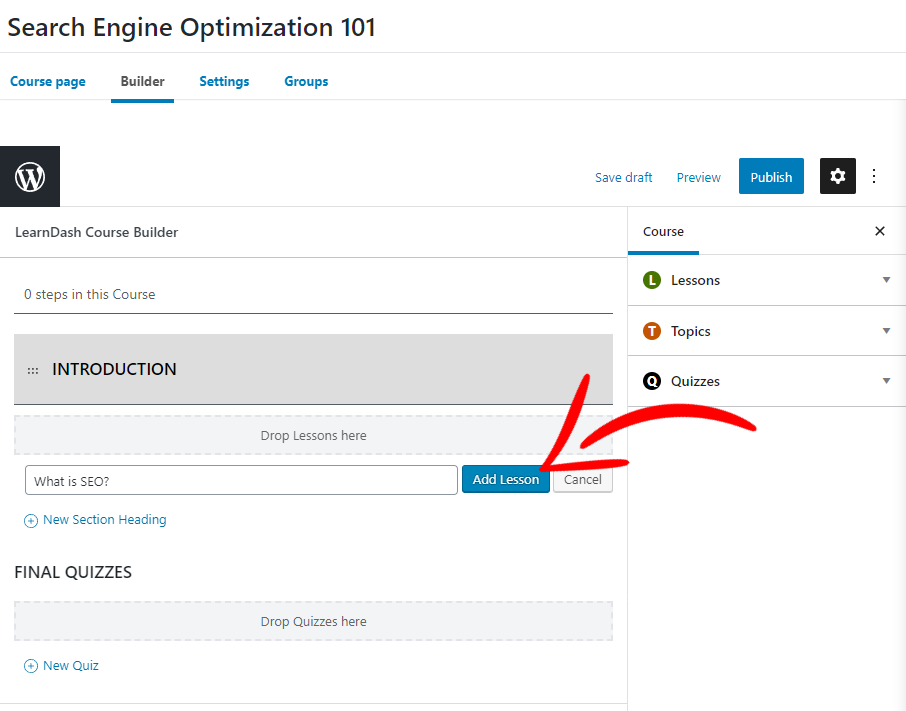 Search Engine Optimization 101
Course page Builder Settings Groups
Save draft Preview Publish
LearnDash Course Builder
Course
0 steps in this Course
L Lessons
T Topics
Q Quizzes
INTRODUCTION
Drop Lessons here
What is SEO? Add Lesson Cancel
New Section Heading
FINAL QUIZZES
Drop Quizzes here
New Quiz